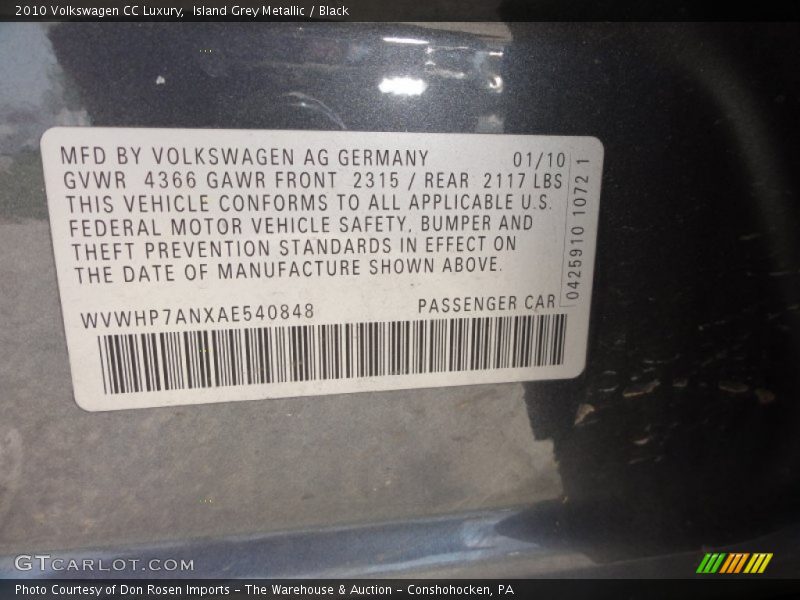 2010 Volkswagen CC Luxury,  Island Grey Metallic / Black
MFD BY VOLKSWAGEN AG GERMANY 01/10
GVWR 4366 GAWR FRONT 2315 / REAR 2117 LBS
THIS VEHICLE CONFORMS TO ALL APPLICABLE U.S.
FEDERAL MOTOR VEHICLE SAFETY, BUMPER AND
THEFT PREVENTION STANDARDS IN EFFECT ON
THE DATE OF MANUFACTURE SHOWN ABOVE.
WVWHP7ANXAE540848 PASSENGER CAR
0425910 1072 1
GTCARLOT.COM
Photo Courtesy of Don Rosen Imports - The Warehouse & Auction - Conshohocken, PA